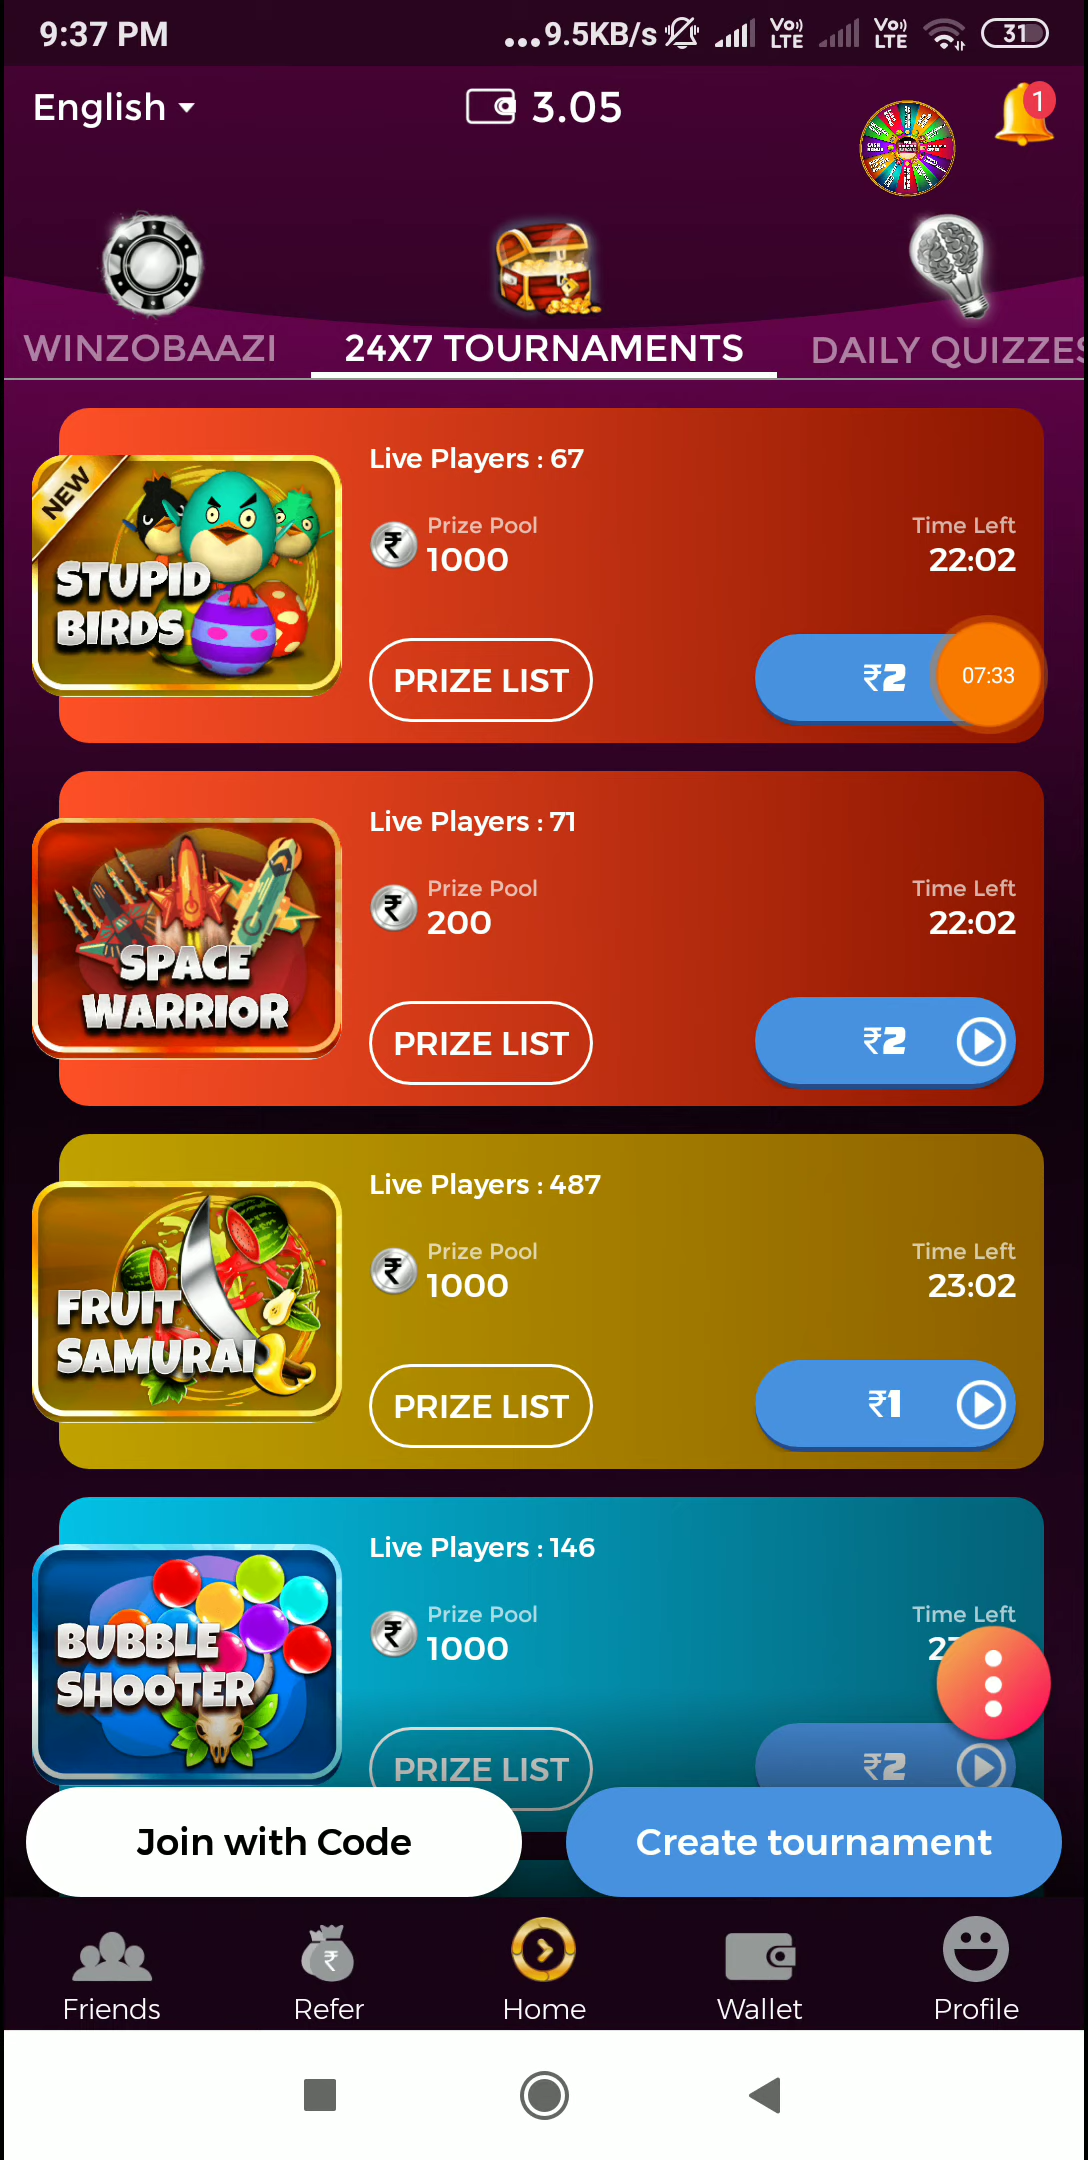 9:37 PM
...9.5KB/s
Vo)) LTE
Vo)) LTE
31
English
3.05
1
WINZOBAAZI
24X7 TOURNAMENTS
DAILY QUIZZES
NEW
STUPID
BIRDS
Live Players : 67
Prize Pool
1000
Time Left
22:02
PRIZE LIST
₹2
07:33
SPACE
WARRIOR
Live Players : 71
₹
Prize Pool
200
Time Left
22:02
PRIZE LIST
₹2
FRUIT
SAMURAI
Live Players : 487
₹
Prize Pool
1000
Time Left
23:02
PRIZE LIST
₹1
BUBBLE
SHOOTER
Live Players : 146
₹
Prize Pool
1000
Time Left
PRIZE LIST
₹2
Join with Code
Create tournament
Friends
Refer
Home
Wallet
Profile